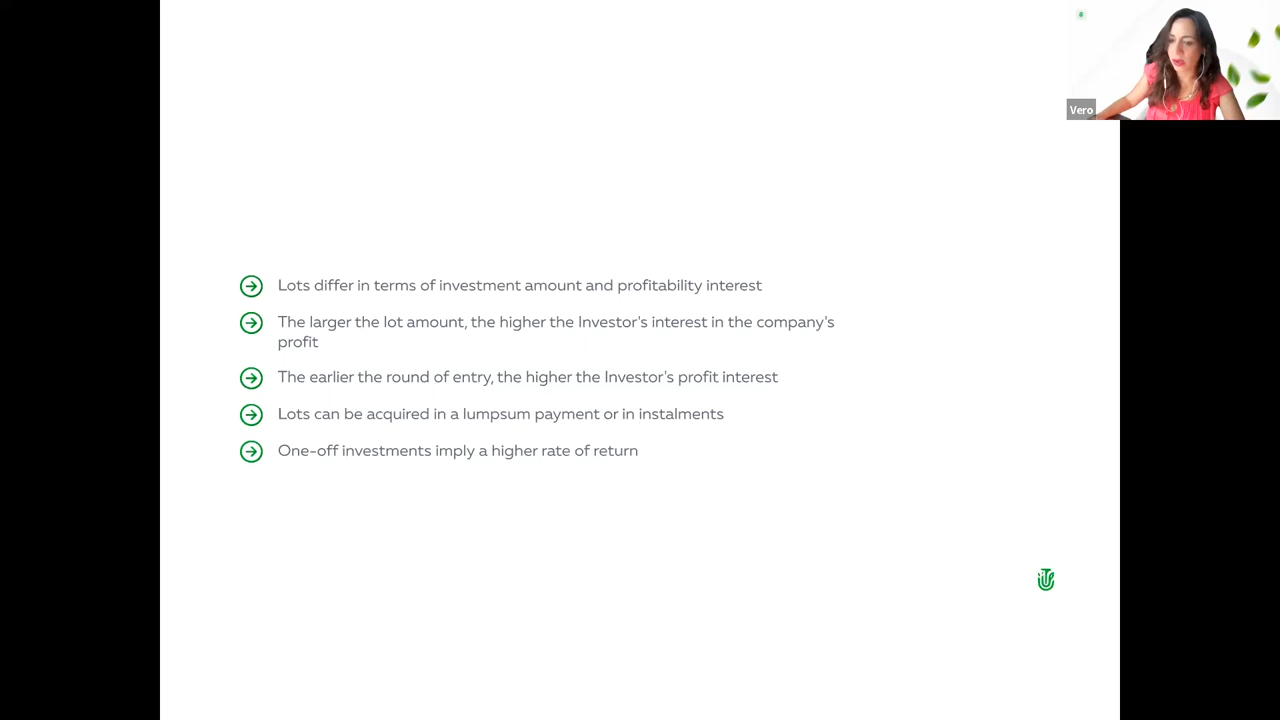 Vero
Lots differ in terms of investment amount and profitability interest
The larger the lot amount, the higher the Investor's interest in the company's
profit
The earlier the round of entry, the higher the Investor's profit interest
Lots can be acquired in a lumpsum payment or in instalments
One-off investments imply a higher rate of return